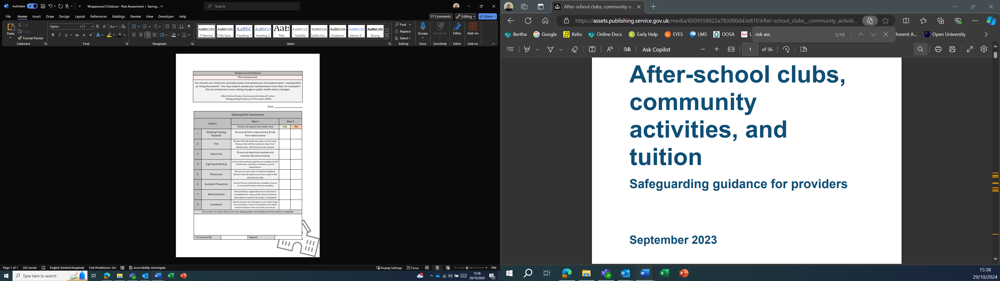 AutoSave
Wraparound Childcare - Risk Assessment • Saving...
Search
File Home Insert Draw Design Layout References Mailings Review View Developer Help
Comments Editing Share
Paste
Cut
Copy
Format Painter
Clipboard
Aptos 1
Font
Paragraph
AaBbCcDc AaBbCcDc AaBbC AaBbCcI AaB AaBbCcD AaBbCcDt AaBbCcDt AaBbCcDt AaBbCcDt
¶ Normal ¶ No Spac... Heading 1 Heading 2 Title Subtitle Subtle Em... Emphasis Intense E... Strong
Styles
Find
Replace
Select
Editing
Dictate
Voice
Sensitivity
Sensitivity
Editor
Editor
Add-ins
Add-ins
Wraparound Childcare
Risk Assessment
You should, as a minimum, annually review and update your risk assessments - treating them
as 'living documents'. You may need to update your assessments more often, for example if
the circumstances in your setting change or public health advice changes.
(After-School Clubs, Community Activities & Tuition
- Safeguarding Guidance For Providers 2023)
Date:
Opening Risk Assessment
Aspect
Step 1
Step 2
Check all hazard are listed here
Yes No
1
Slipping/Tripping
Hazards
Ensure all floor areas are dry & free
from obstructions
2
Fire
Ensure that all bolts are open on fire exits.
Ensure that all fire exits are clear from
obstruction. All fire doors are closed.
3
Electricity
Ensure all electrical sockets are
covered. No wires trailing.
4
Lighting & Heating
Ensure that heating & lighting are suitable for the
activity type. Building is heated to correct
temperature.
5
Resources
Ensure correct ratio of staff to children.
Ensure that all resources to be used in the
activity are safe
6
Accident Prevention
Ensure there is a first aid box available. Ensure
an accident/incident sheet is available
7
Administration
Ensure that a registration form has been
completed for every child. Ensure that an
attendance resister has been completed
8
Lockdown
Alarm systems and emergency evacuation bags
are accessible. There is a member of the team
present trained in the lockdown procedure.
Comment on risks which are not adequately controlled and the action is needed.
Completed By:
Signed:
Page 1 of 1 242 words English (United Kingdom) Text Predictions: On Accessibility: Investigate
Display Settings Focus 70%
Type here to search
15:38
29/10/2024
13
After-school clubs, community ac
https://assets.publishing.service.gov.uk/media/6509558022a783000d43e81f/After-school_clubs__community_activiti...
Bertha Google Kelio Online Docs Early Help EYES LMS OOSA L
risk ass 1/19
:hment A... Open University
Ask Copilot
1 of 56
After-school clubs,
community
activities, and
tuition
Safeguarding guidance for providers
September 2023
15:38
29/10/2024